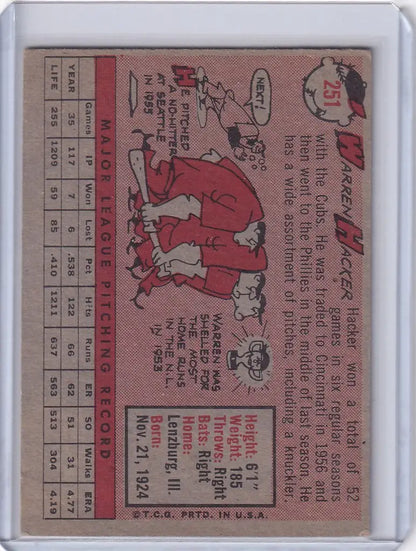 251
WARREN HACKER
Hacker won a total of 52
games in six regular seasons
with the Cubs. He was traded to Cincinnati in 1956 and
then went to the Phillies in the middle of last season. He
has a wide assortment of pitches, including a knuckler.
NEXT!
HE PITCHED
A NO-HITTER
AT SEATTLE
IN 1955
WARREN WAS
SHELLED FOR
THE MOST
HOME RUNS
IN THE N.L.
IN 1953
Height: 6'1"
Weight: 185
Throws: Right
Bats: Right
Home:
Lenzburg, Ill.
Born:
Nov. 21, 1924
©T.C.G. PRTD. IN U.S.A.
MAJOR LEAGUE PITCHING RECORD
Games IP Won Lost Pct Hits Runs ER SO Walks ERA
YEAR 35 117 7 6 .538 122 66 62 51 31 4.77
LIFE 255 1209 59 85 .410 1211 637 563 513 304 4.19